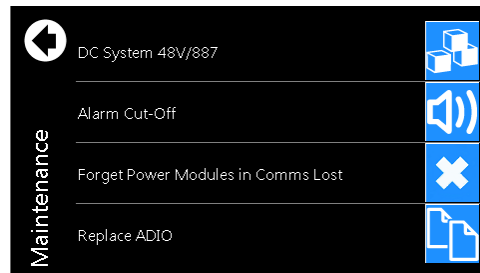 DC System 48V/887
Alarm Cut-Off
Maintenance
Forget Power Modules in Comms Lost
Replace ADIO